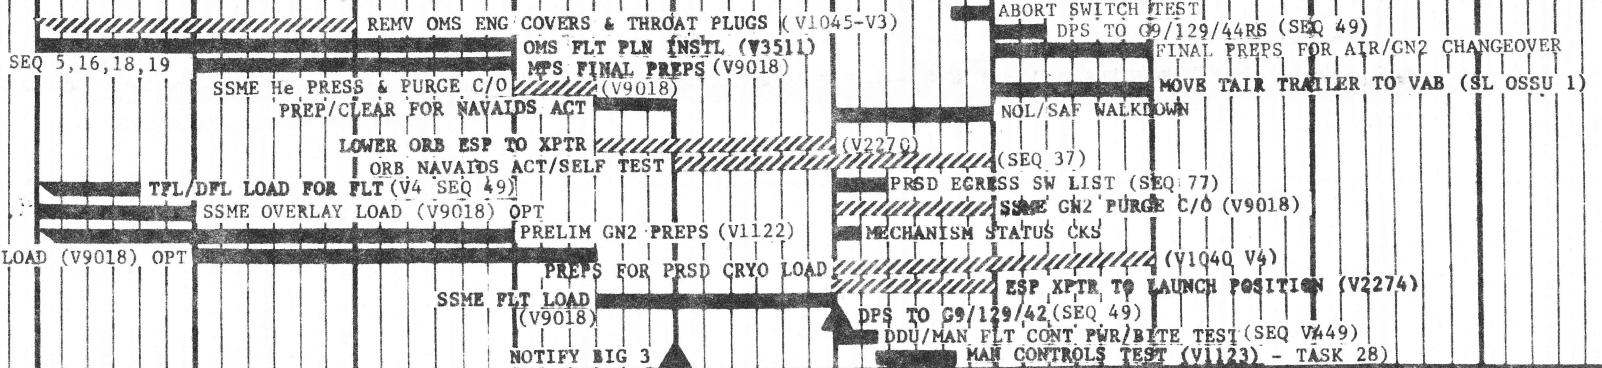 ABORT SWITCH TEST
REMV OMS ENG COVERS & THROAT PLUGS (V1045-V3)
DPS TO G9/129/44RS (SEQ 49)
OMS FLT PLN INSTL (V3511)
FINAL PREPS FOR AIR/GN2 CHANGEOVER
SEQ 5,16,18,19
MPS FINAL PREPS (V9018)
SSME He PRESS & PURGE C/O (V9018)
MOVE TAIR TRAILER TO VAB (SL OSSU 1)
PREP/CLEAR FOR NAVAIDS ACT
NOL/SAF WALKDOWN
LOWER ORB ESP TO XPTR (V2270)
ORB NAVAIDS ACT/SELF TEST (SEQ 37)
TFL/DFL LOAD FOR FLT (V4 SEQ 49)
PRSD EGRESS SW LIST (SEQ 77)
SSME OVERLAY LOAD (V9018) OPT
SSME GN2 PURGE C/O (V9018)
PRELIM GN2 PREPS (V1122)
MECHANISM STATUS CKS
LOAD (V9018) OPT
PREPS FOR PRSD CRYO LOAD (V1040 V4)
ESP XPTR TO LAUNCH POSITION (V2274)
SSME FLT LOAD
(V9018)
DPS TO G9/129/42 (SEQ 49)
DDU/MAN FLT CONT PWR/BITE TEST (SEQ V449)
NOTIFY BIG 3
MAN CONTROLS TEST (V1123) - TASK 28)